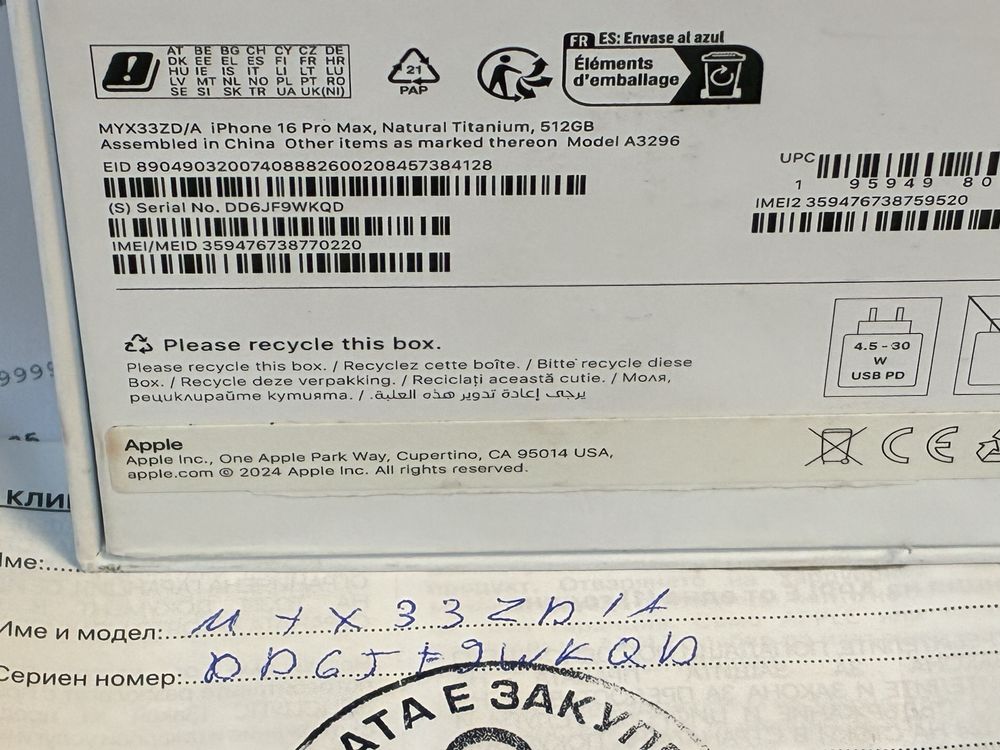 AT BE BG CH CY CZ DE
DK EE EL ES FI FR HR
HU IE IS IT LI LT LU
LV MT NL NO PL PT RO
SE SI SK TR UA UK(NI)
21
PAP
FR ES: Envase al azul
Éléments
d'emballage
MYX33ZD/A iPhone 16 Pro Max, Natural Titanium, 512GB
Assembled in China Other items as marked thereon Model A3296
EID 89049032007408882600208457384128
(S) Serial No. DD6JF9WKQD
IMEI/MEID 359476738770220
UPC
1 95949 80
IMEI2 359476738759520
Please recycle this box.
Please recycle this box. / Recyclez cette boîte. / Bitte recycle diese
Box. / Recycle deze verpakking. / Reciclați această cutie. / Моля,
рециклирайте кутията. / يرجى إعادة تدوير هذه العلبة.
4.5-30
W
USB PD
Apple
Apple Inc., One Apple Park Way, Cupertino, CA 95014 USA,
apple.com © 2024 Apple Inc. All rights reserved.
CE
9999
Име и модел: MYX33ZD/A
Сериен номер: DD6JF9WKQD
АТА Е ЗАКУП